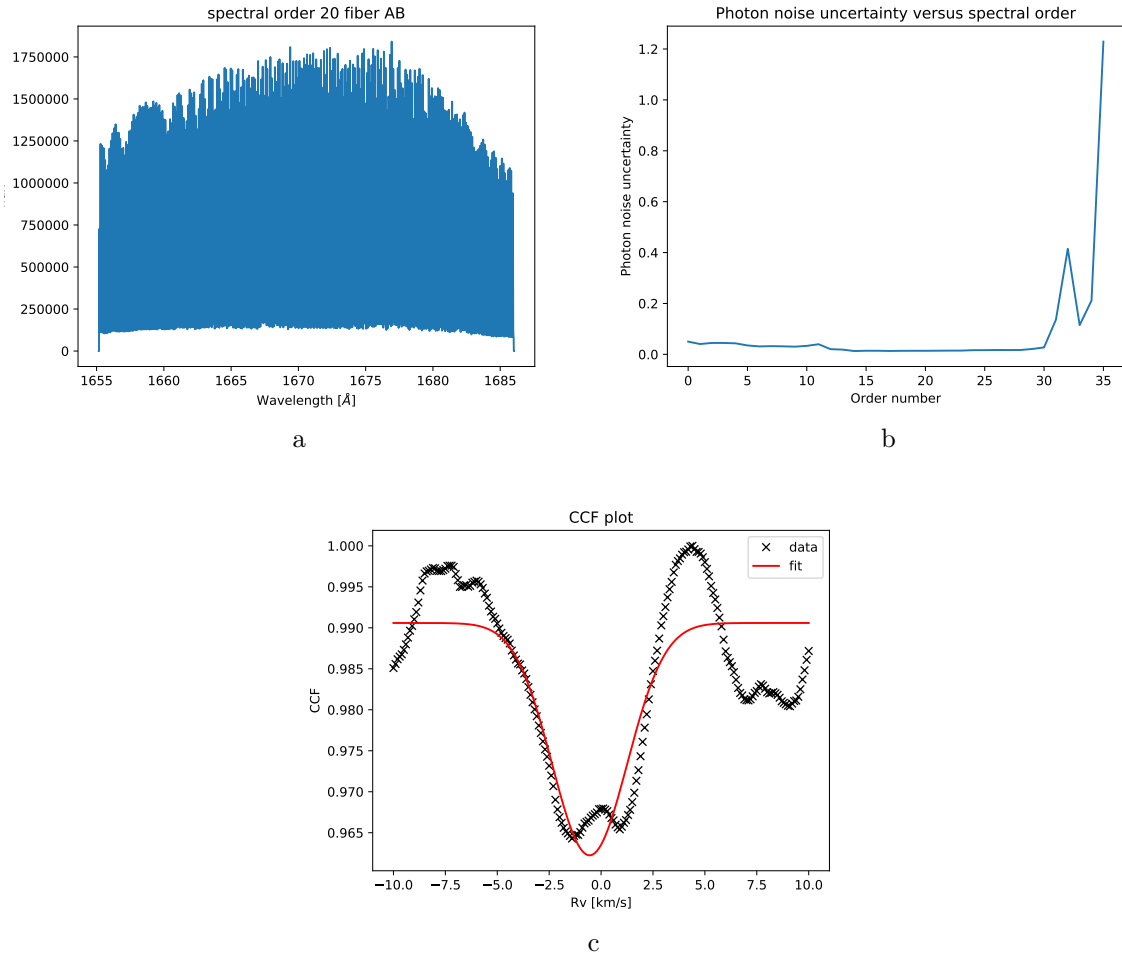 spectral order 20 fiber AB
1750000
1500000
1250000
1000000
750000
500000
250000
0
1655 1660 1665 1670 1675 1680 1685
Wavelength [Å]
a
Photon noise uncertainty versus spectral order
Photon noise uncertainty
1.2
1.0
0.8
0.6
0.4
0.2
0.0
0 5 10 15 20 25 30 35
Order number
b
CCF plot
CCF
1.000
0.995
0.990
0.985
0.980
0.975
0.970
0.965
data
fit
−10.0 −7.5 −5.0 −2.5 0.0 2.5 5.0 7.5 10.0
Rv [km/s]
c